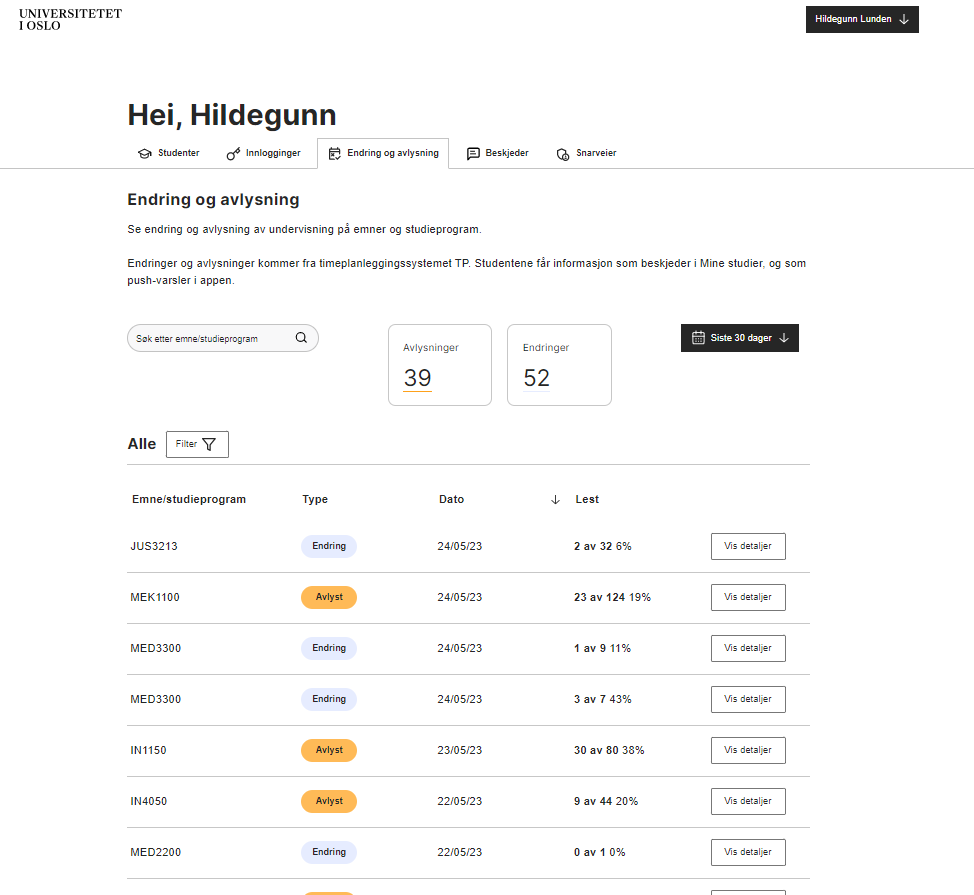 UNIVERSITETET
I OSLO
Hildegunn Lunden
Hei, Hildegunn
Studenter
Innlogginger
Endring og avlysning
Beskjeder
Snarveier
Endring og avlysning
Se endring og avlysning av undervisning på emner og studieprogram.
Endringer og avlysninger kommer fra timeplanleggingssystemet TP. Studentene får informasjon som beskjeder i Mine studier, og som
push-varsler i appen.
Søk etter emne/studieprogram
Avlysninger
39
Endringer
52
Siste 30 dager
Alle
Filter
Emne/studieprogram Type Dato Lest
JUS3213 Endring 24/05/23 2 av 32 6% Vis detaljer
MEK1100 Avlyst 24/05/23 23 av 124 19% Vis detaljer
MED3300 Endring 24/05/23 1 av 9 11% Vis detaljer
MED3300 Endring 24/05/23 3 av 7 43% Vis detaljer
IN1150 Avlyst 23/05/23 30 av 80 38% Vis detaljer
IN4050 Avlyst 22/05/23 9 av 44 20% Vis detaljer
MED2200 Endring 22/05/23 0 av 1 0% Vis detaljer